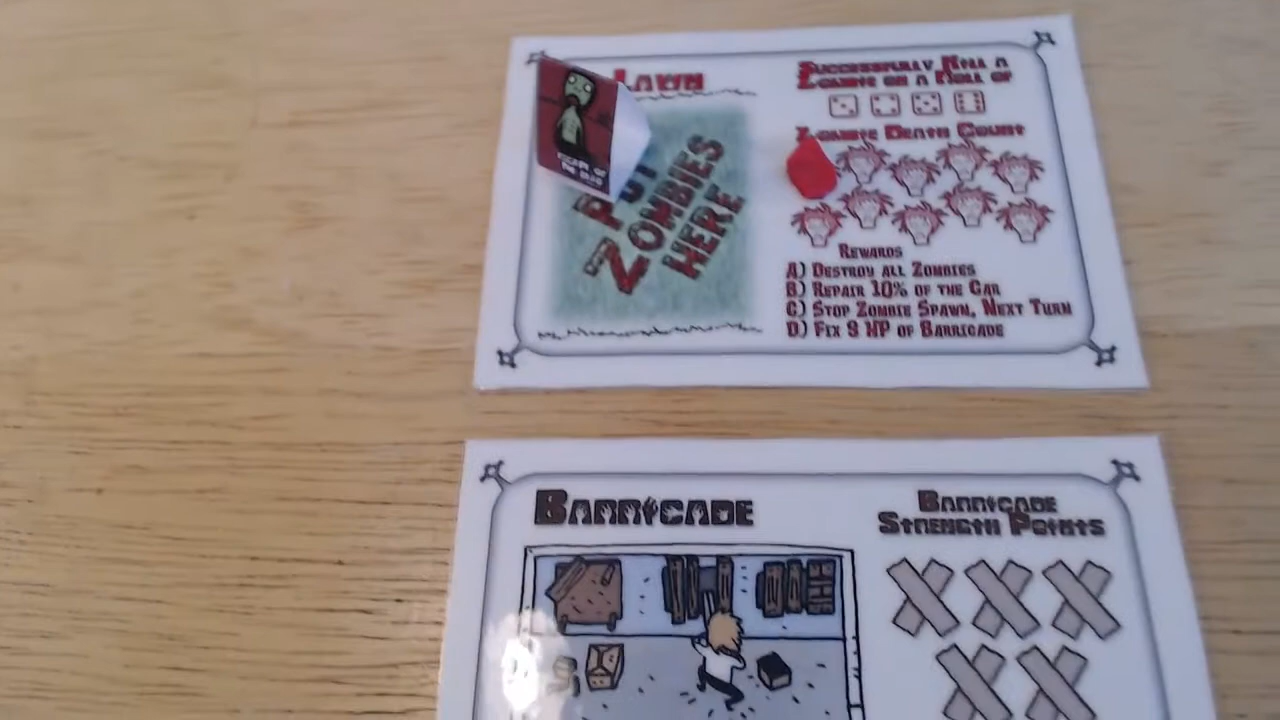 Lawn
PUT
ZOMBIES
HERE
Successfully Kill a
Zombie on a Roll of
Zombie Death Count
Rewards
A) Destroy all Zombies
B) Repair 10% of the Car
C) Stop Zombie Spawn, Next Turn
D) Fix 3 HP of Barricade
Barricade
Barricade
Strength Points